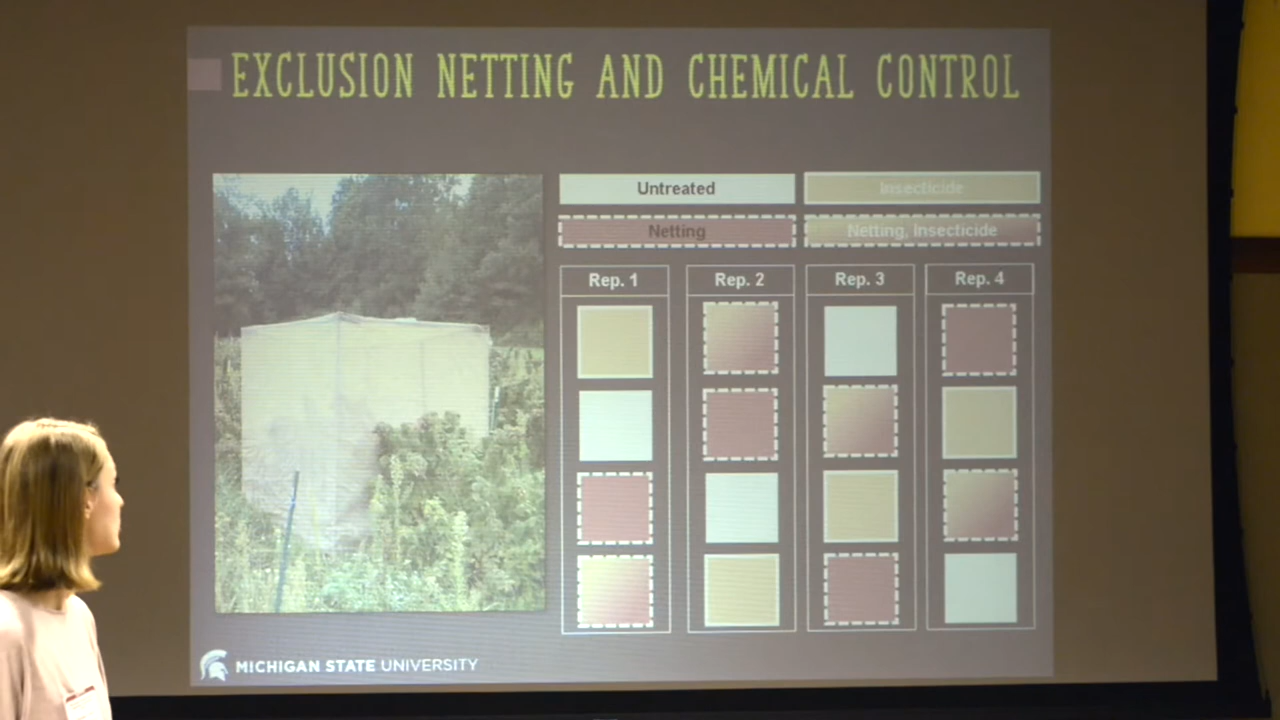 EXCLUSION NETTING AND CHEMICAL CONTROL
Untreated
Insecticide
Netting
Netting, Insecticide
Rep. 1
Rep. 2
Rep. 3
Rep. 4
MICHIGAN STATE UNIVERSITY